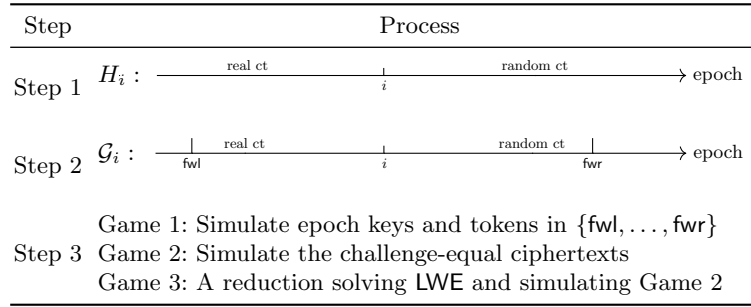 Step Process
real ct random ct
Step 1 H_i : i epoch
real ct random ct
Step 2 𝒢_i : fwl i fwr epoch
Game 1: Simulate epoch keys and tokens in {fwl, . . . , fwr}
Step 3 Game 2: Simulate the challenge-equal ciphertexts
Game 3: A reduction solving LWE and simulating Game 2